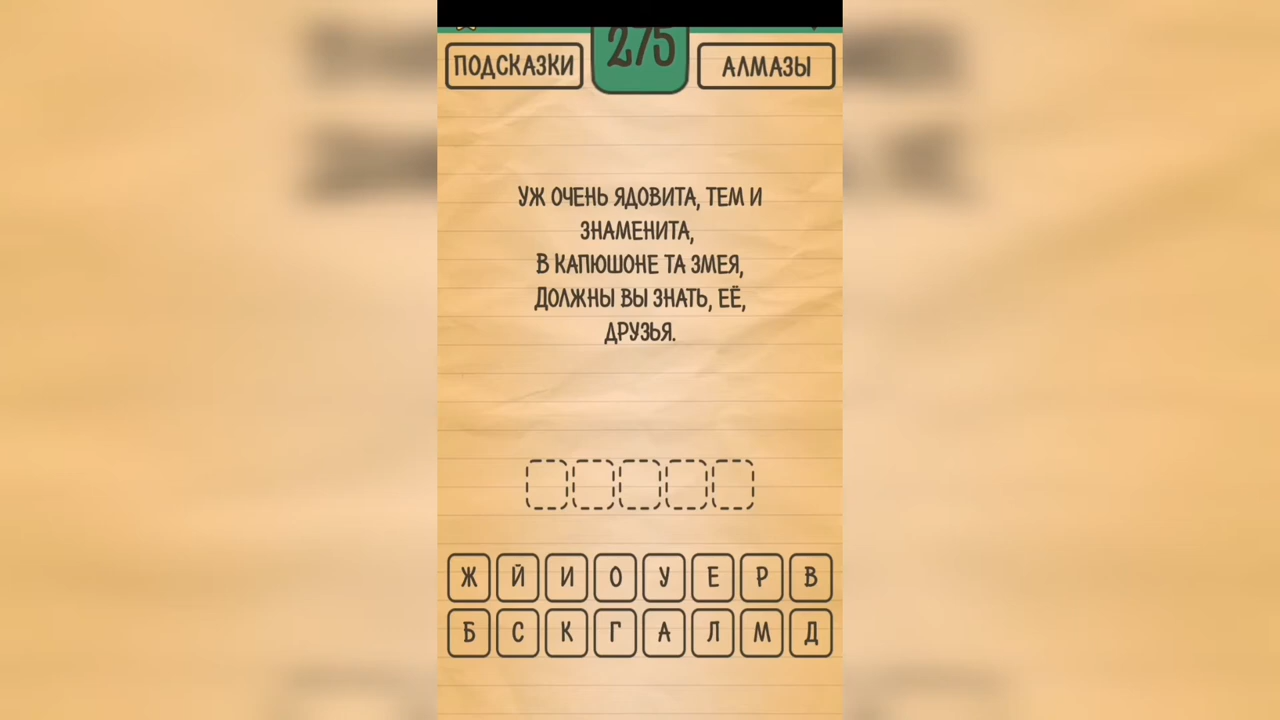 ПОДСКАЗКИ
275
АЛМАЗЫ
УЖ ОЧЕНЬ ЯДОВИТА, ТЕМ И
ЗНАМЕНИТА,
В КАПЮШОНЕ ТА ЗМЕЯ,
ДОЛЖНЫ ВЫ ЗНАТЬ, ЕЁ,
ДРУЗЬЯ.
Ж Й И О У Е Р В
Б С К Г А Л М Д